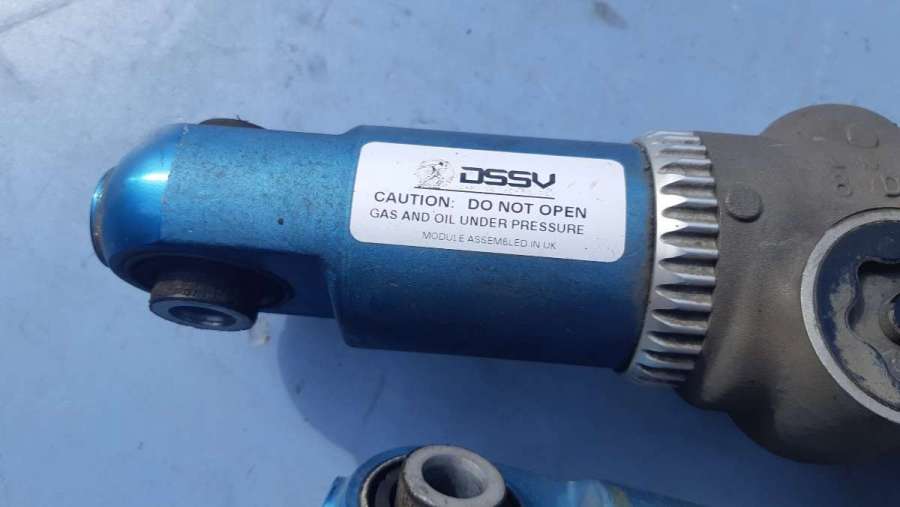 DSSV
CAUTION: DO NOT OPEN
GAS AND OIL UNDER PRESSURE
MODULE ASSEMBLED IN UK